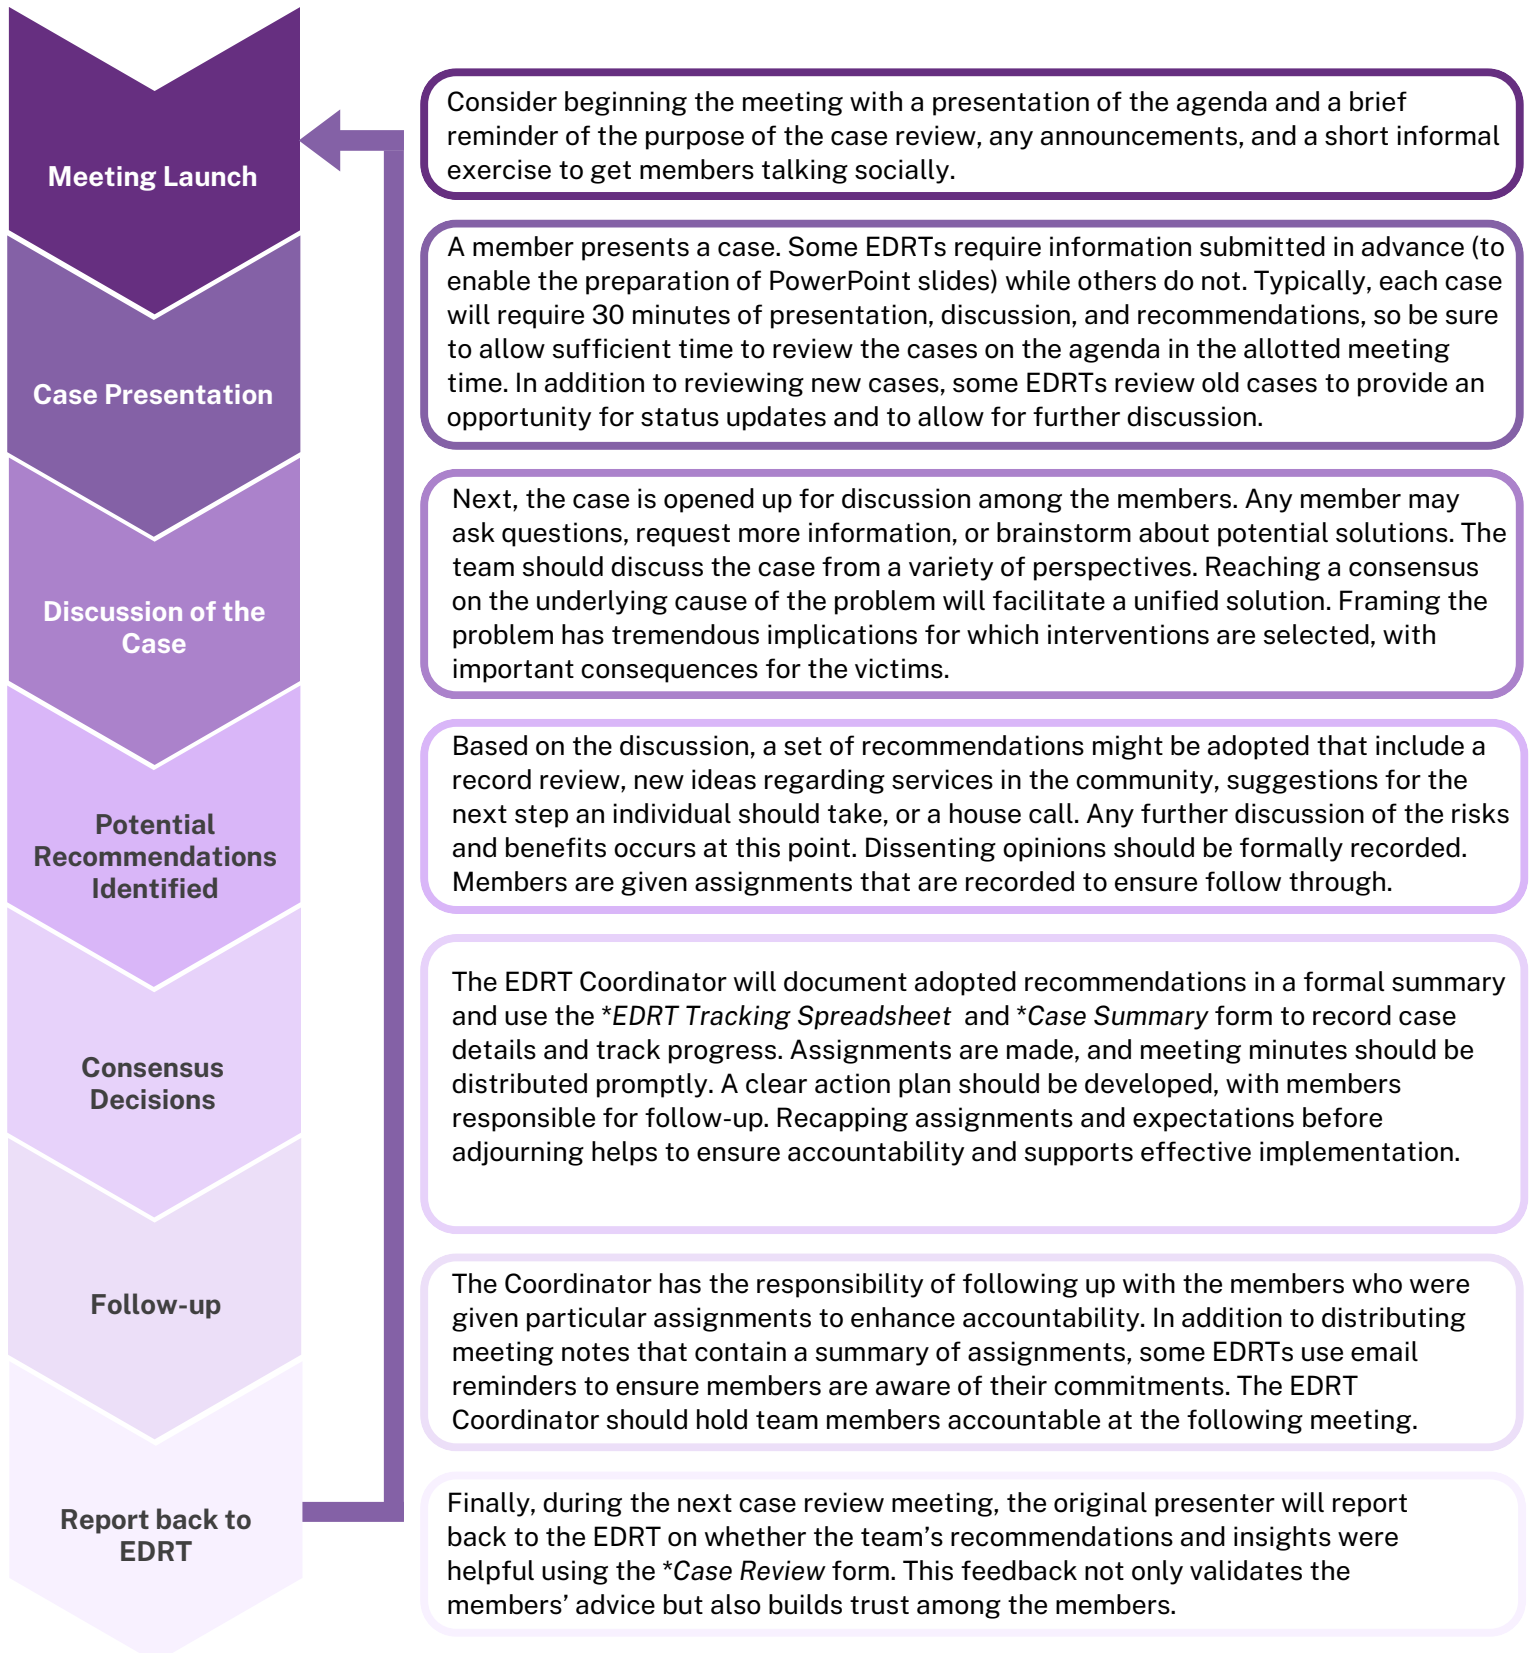 Meeting Launch
Consider beginning the meeting with a presentation of the agenda and a brief
reminder of the purpose of the case review, any announcements, and a short informal
exercise to get members talking socially.
Case Presentation
A member presents a case. Some EDRTs require information submitted in advance (to
enable the preparation of PowerPoint slides) while others do not. Typically, each case
will require 30 minutes of presentation, discussion, and recommendations, so be sure
to allow sufficient time to review the cases on the agenda in the allotted meeting
time. In addition to reviewing new cases, some EDRTs review old cases to provide an
opportunity for status updates and to allow for further discussion.
Discussion of the
Case
Next, the case is opened up for discussion among the members. Any member may
ask questions, request more information, or brainstorm about potential solutions. The
team should discuss the case from a variety of perspectives. Reaching a consensus
on the underlying cause of the problem will facilitate a unified solution. Framing the
problem has tremendous implications for which interventions are selected, with
important consequences for the victims.
Potential
Recommendations
Identified
Based on the discussion, a set of recommendations might be adopted that include a
record review, new ideas regarding services in the community, suggestions for the
next step an individual should take, or a house call. Any further discussion of the risks
and benefits occurs at this point. Dissenting opinions should be formally recorded.
Members are given assignments that are recorded to ensure follow through.
Consensus
Decisions
The EDRT Coordinator will document adopted recommendations in a formal summary
and use the *EDRT Tracking Spreadsheet and *Case Summary form to record case
details and track progress. Assignments are made, and meeting minutes should be
distributed promptly. A clear action plan should be developed, with members
responsible for follow-up. Recapping assignments and expectations before
adjourning helps to ensure accountability and supports effective implementation.
Follow-up
The Coordinator has the responsibility of following up with the members who were
given particular assignments to enhance accountability. In addition to distributing
meeting notes that contain a summary of assignments, some EDRTs use email
reminders to ensure members are aware of their commitments. The EDRT
Coordinator should hold team members accountable at the following meeting.
Report back to
EDRT
Finally, during the next case review meeting, the original presenter will report
back to the EDRT on whether the team's recommendations and insights were
helpful using the *Case Review form. This feedback not only validates the
members' advice but also builds trust among the members.